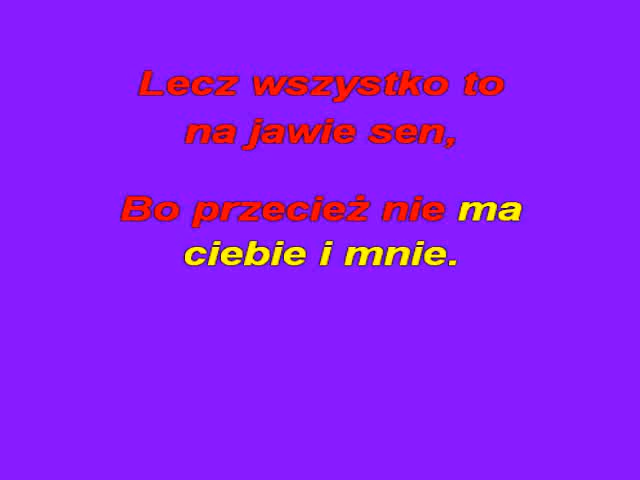 Lecz wszystko to
na jawie sen,
Bo przecież nie ma
ciebie i mnie.